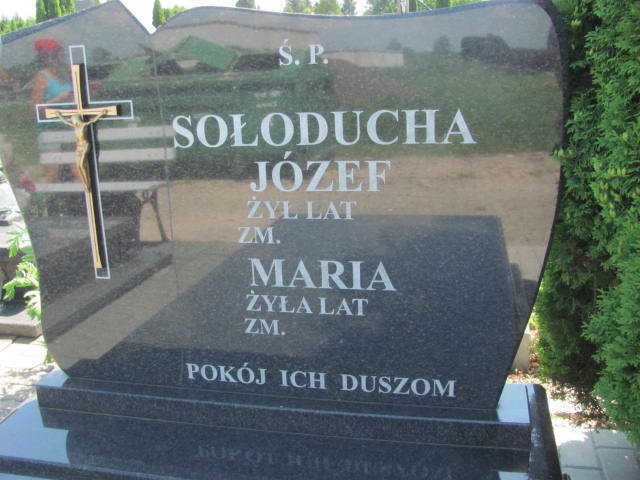 Ś. P.
SOŁODUCHA
JÓZEF
ŻYŁ LAT
ZM.
MARIA
ŻYŁA LAT
ZM.
POKÓJ ICH DUSZOM